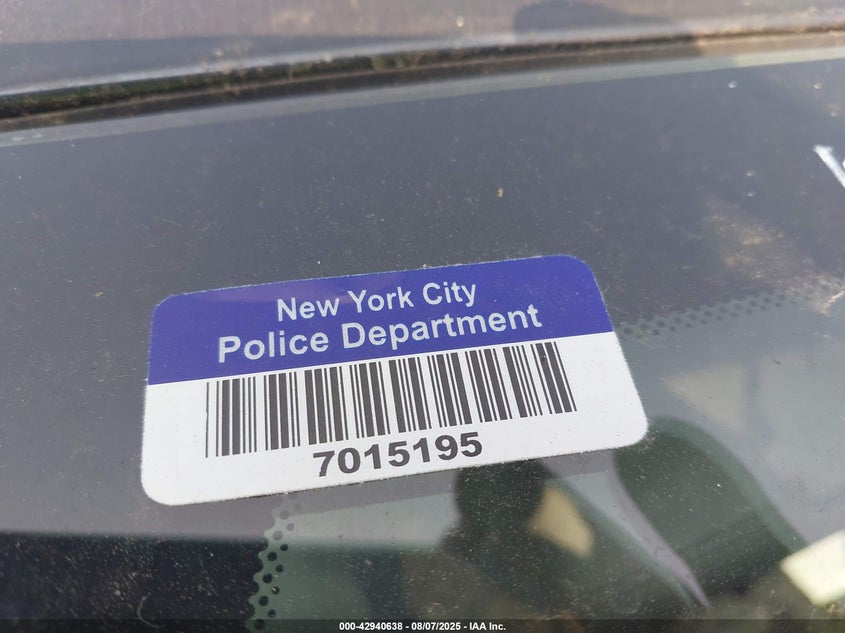 New York City
Police Department
7015195
000-42940638 - 08/07/2025 - IAA Inc.